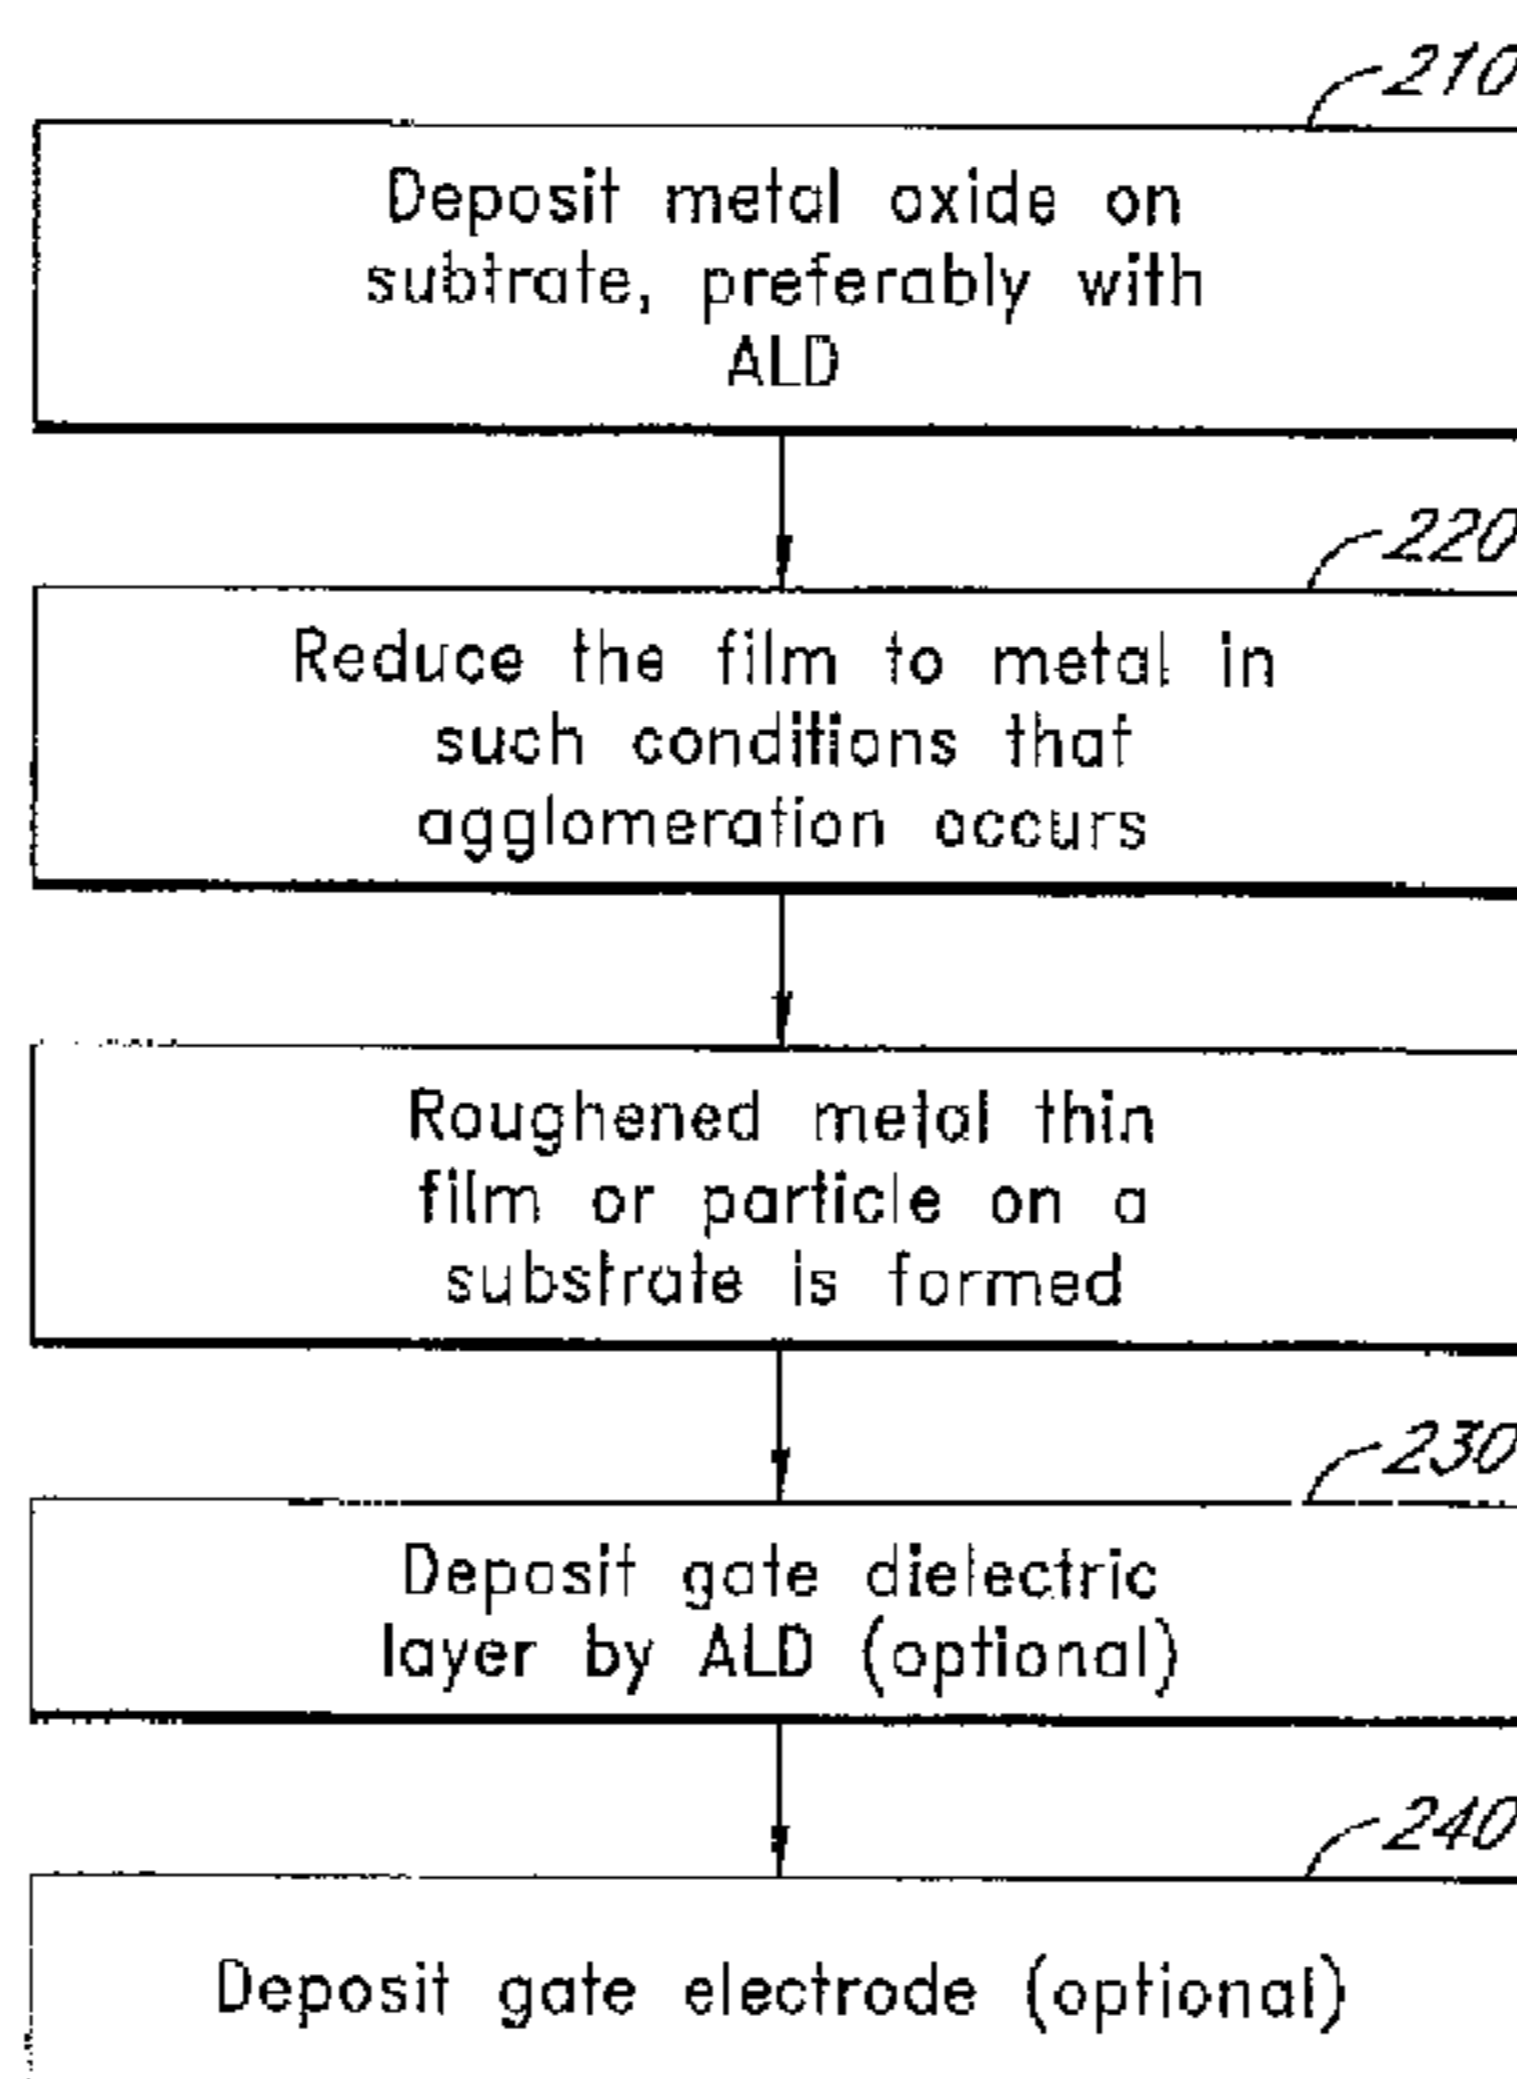 210
Deposit metal oxide on
subtrate, preferably with
ALD
220
Reduce the film to metal in
such conditions that
agglomeration occurs
Roughened metal thin
film or particle on a
substrate is formed
230
Deposit gate dielectric
layer by ALD (optional)
240
Deposit gate electrode (optional)